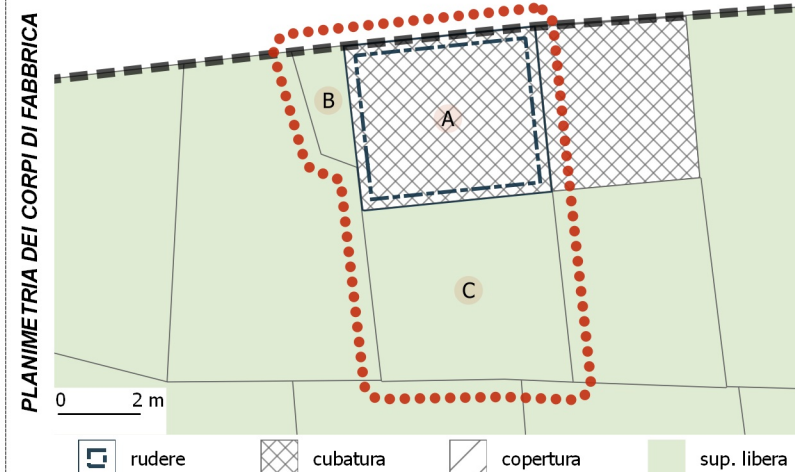 PLANIMETRIA DEI CORPI DI FABBRICA
B
A
C
0 2 m
rudere cubatura copertura sup. libera